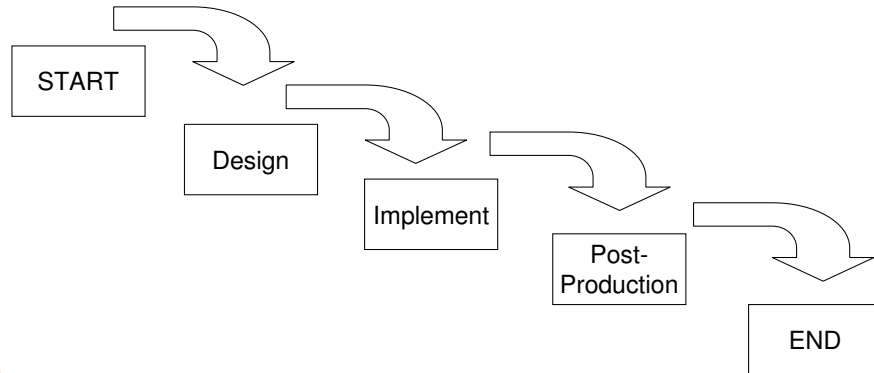 START
Design
Implement
Post-
Production
END